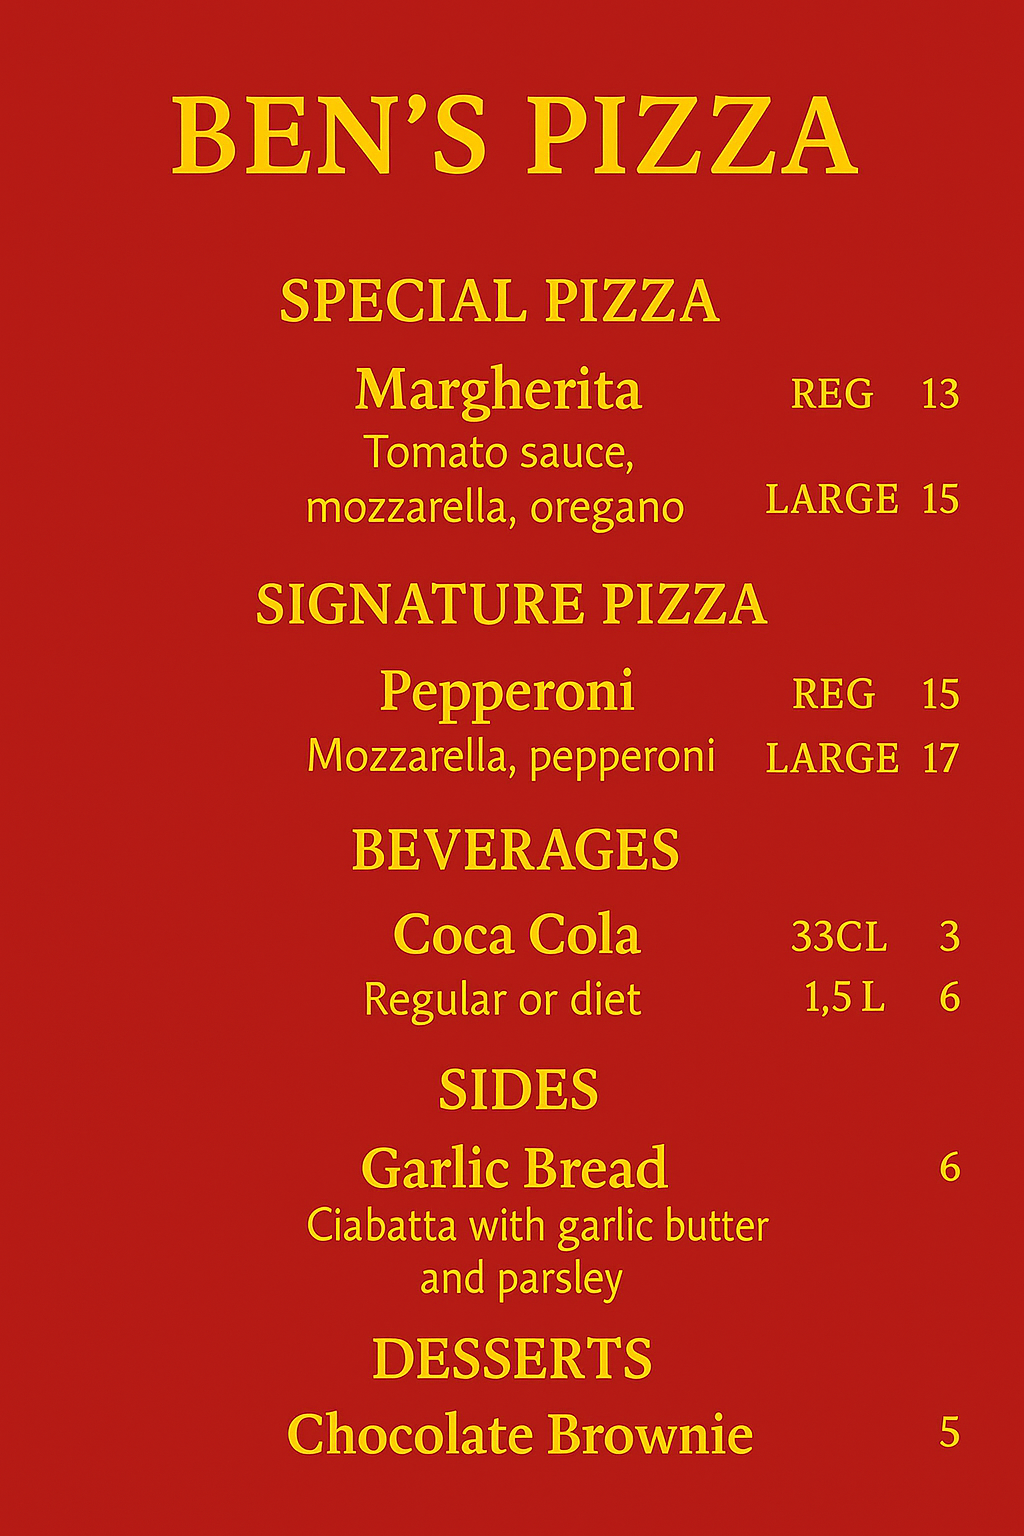 BEN’S PIZZA
SPECIAL PIZZA
Margherita REG 13
Tomato sauce,
mozzarella, oregano LARGE 15
SIGNATURE PIZZA
Pepperoni REG 15
Mozzarella, pepperoni LARGE 17
BEVERAGES
Coca Cola 33CL 3
Regular or diet 1,5 L 6
SIDES
Garlic Bread 6
Ciabatta with garlic butter
and parsley
DESSERTS
Chocolate Brownie 5